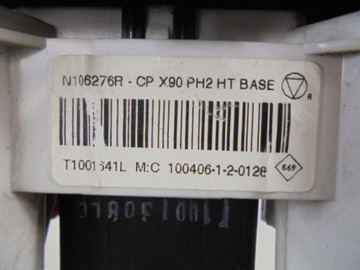 N106276R - CP X90 PH2 HT BASE R
T1001641L M:C 100406-1-2-0126